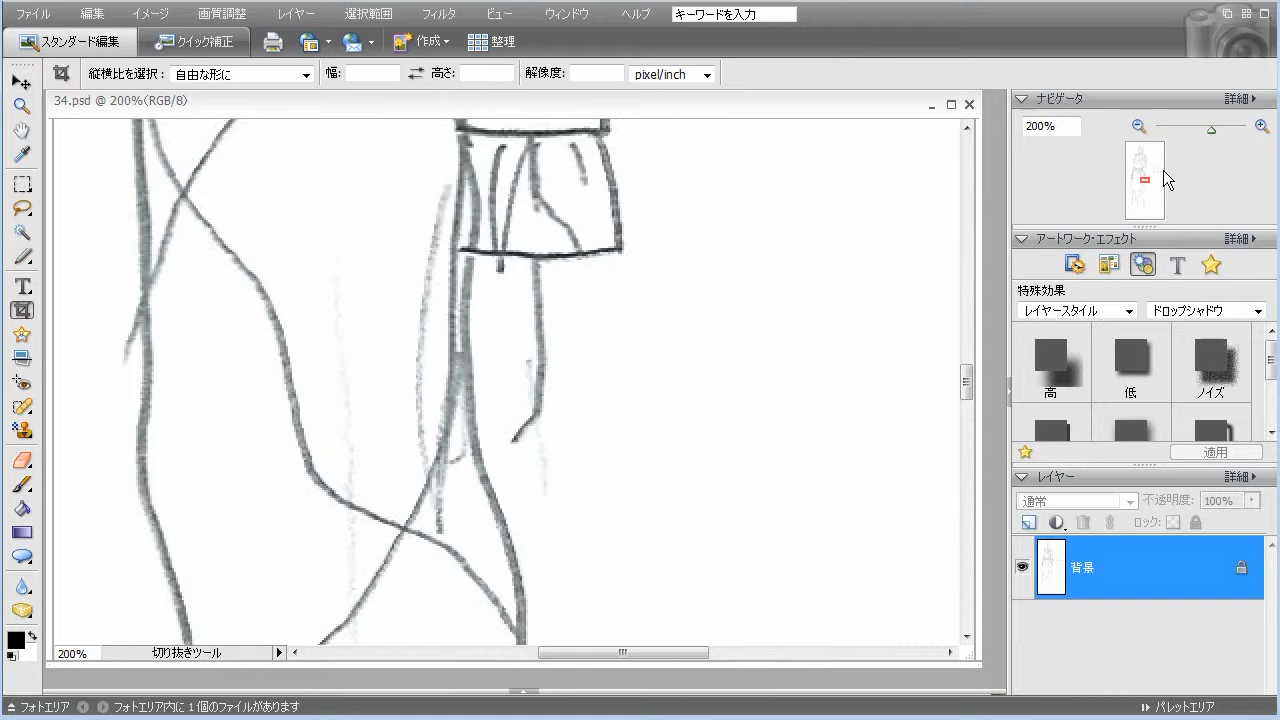 ファイル 編集 イメージ 画質調整 レイヤー 選択範囲 フィルタ ビュー ウィンドウ ヘルプ キーワードを入力
スタンダード編集 クイック補正 作成 整理
縦横比を選択: 自由な形に 幅: 高さ: 解像度: pixel/inch
34.psd @ 200%(RGB/8)
ナビゲータ 詳細
200%
アートワーク・エフェクト 詳細
特殊効果
レイヤースタイル ドロップシャドウ
高 低 ノイズ
適用
レイヤー 詳細
通常 不透明度: 100%
ロック:
背景
200% 切り抜きツール
フォトエリア フォトエリア内に 1 個のファイルがあります パレットエリア